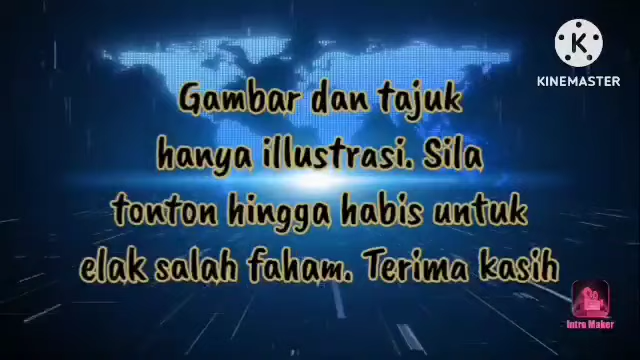 KINEMASTER
Gambar dan tajuk
hanya illustrasi. Sila
tonton hingga habis untuk
elak salah faham. Terima kasih
Intro Maker